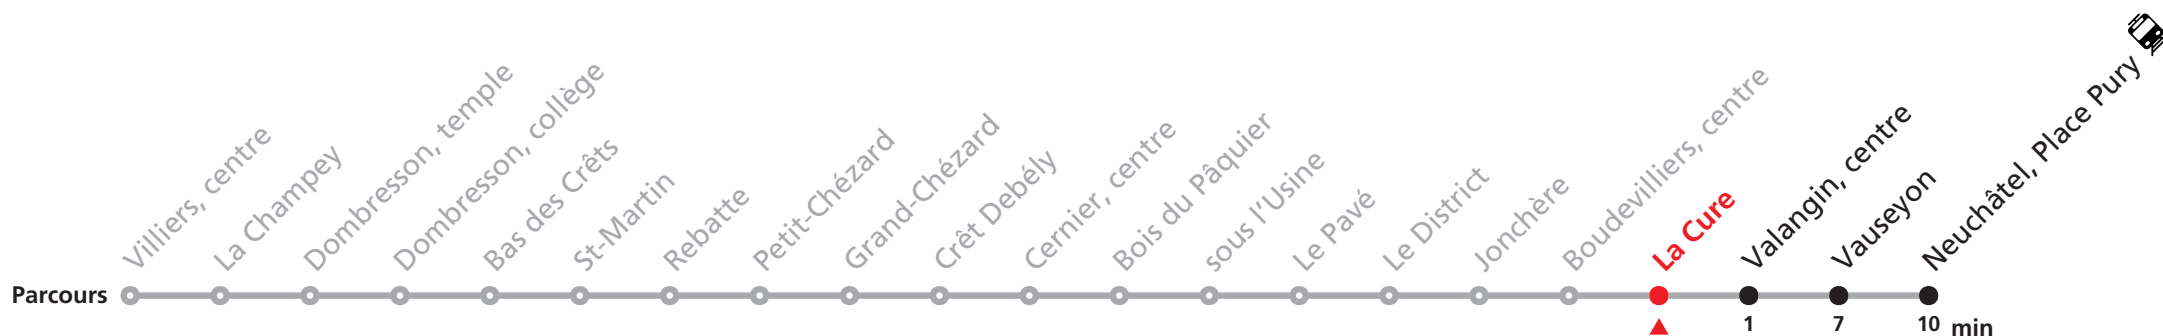 Parcours
Villiers, centre
La Champey
Dombresson, temple
Dombresson, collège
Bas des Crêts
St-Martin
Rebatte
Petit-Chézard
Grand-Chézard
Crêt Debély
Cernier, centre
Bois du Pâquier
sous l'Usine
Le Pavé
Le District
Jonchère
Boudevilliers, centre
La Cure
Valangin, centre
Vauseyon
Neuchâtel, Place Pury
1 7 10 min